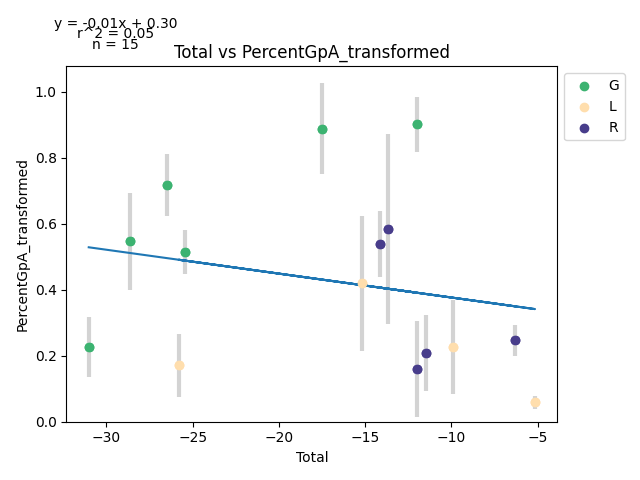 y = -0.01x + 0.30
r^2 = 0.05
n = 15
Total vs PercentGpA_transformed
G
L
R
PercentGpA_transformed
1.0
0.8
0.6
0.4
0.2
0.0
−30
−25
−20
−15
−10
−5
Total